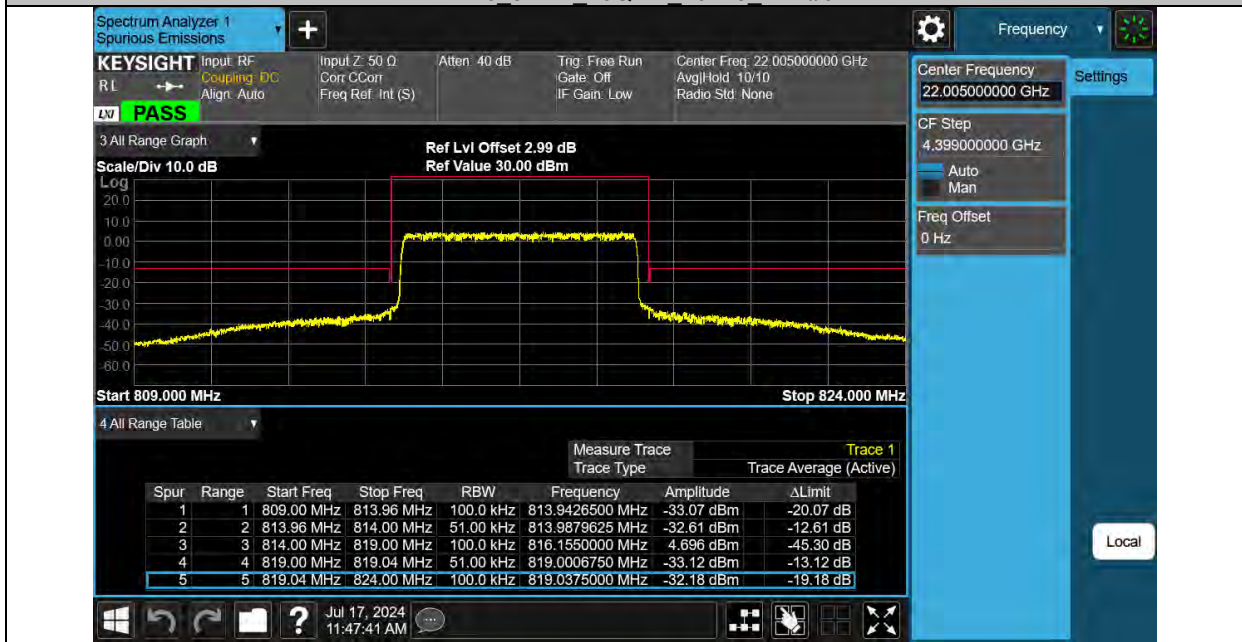 Spectrum Analyzer 1
Spurious Emissions
Frequency
KEYSIGHT Input: RF Input Z: 50 Ω Atten: 40 dB Trig: Free Run Center Freq: 22.005000000 GHz
Coupling: DC Corr CCorr Gate: Off Avg|Hold: 10/10
RL Align: Auto Freq Ref: Int (S) IF Gain: Low Radio Std: None
LXI PASS
3 All Range Graph
Ref Lvl Offset 2.99 dB
Scale/Div 10.0 dB Ref Value 30.00 dBm
Log
20.0
10.0
0.00
-10.0
-20.0
-30.0
-40.0
-50.0
-60.0
Start 809.000 MHz Stop 824.000 MHz
4 All Range Table
Measure Trace Trace 1
Trace Type Trace Average (Active)
Spur Range Start Freq Stop Freq RBW Frequency Amplitude ΔLimit
1 1 809.00 MHz 813.96 MHz 100.0 kHz 813.9426500 MHz -33.07 dBm -20.07 dB
2 2 813.96 MHz 814.00 MHz 51.00 kHz 813.9879625 MHz -32.61 dBm -12.61 dB
3 3 814.00 MHz 819.00 MHz 100.0 kHz 816.1550000 MHz 4.696 dBm -45.30 dB
4 4 819.00 MHz 819.04 MHz 51.00 kHz 819.0006750 MHz -33.12 dBm -13.12 dB
5 5 819.04 MHz 824.00 MHz 100.0 kHz 819.0375000 MHz -32.18 dBm -19.18 dB
Center Frequency
22.005000000 GHz
Settings
CF Step
4.399000000 GHz
Auto
Man
Freq Offset
0 Hz
Local
? Jul 17, 2024
11:47:41 AM